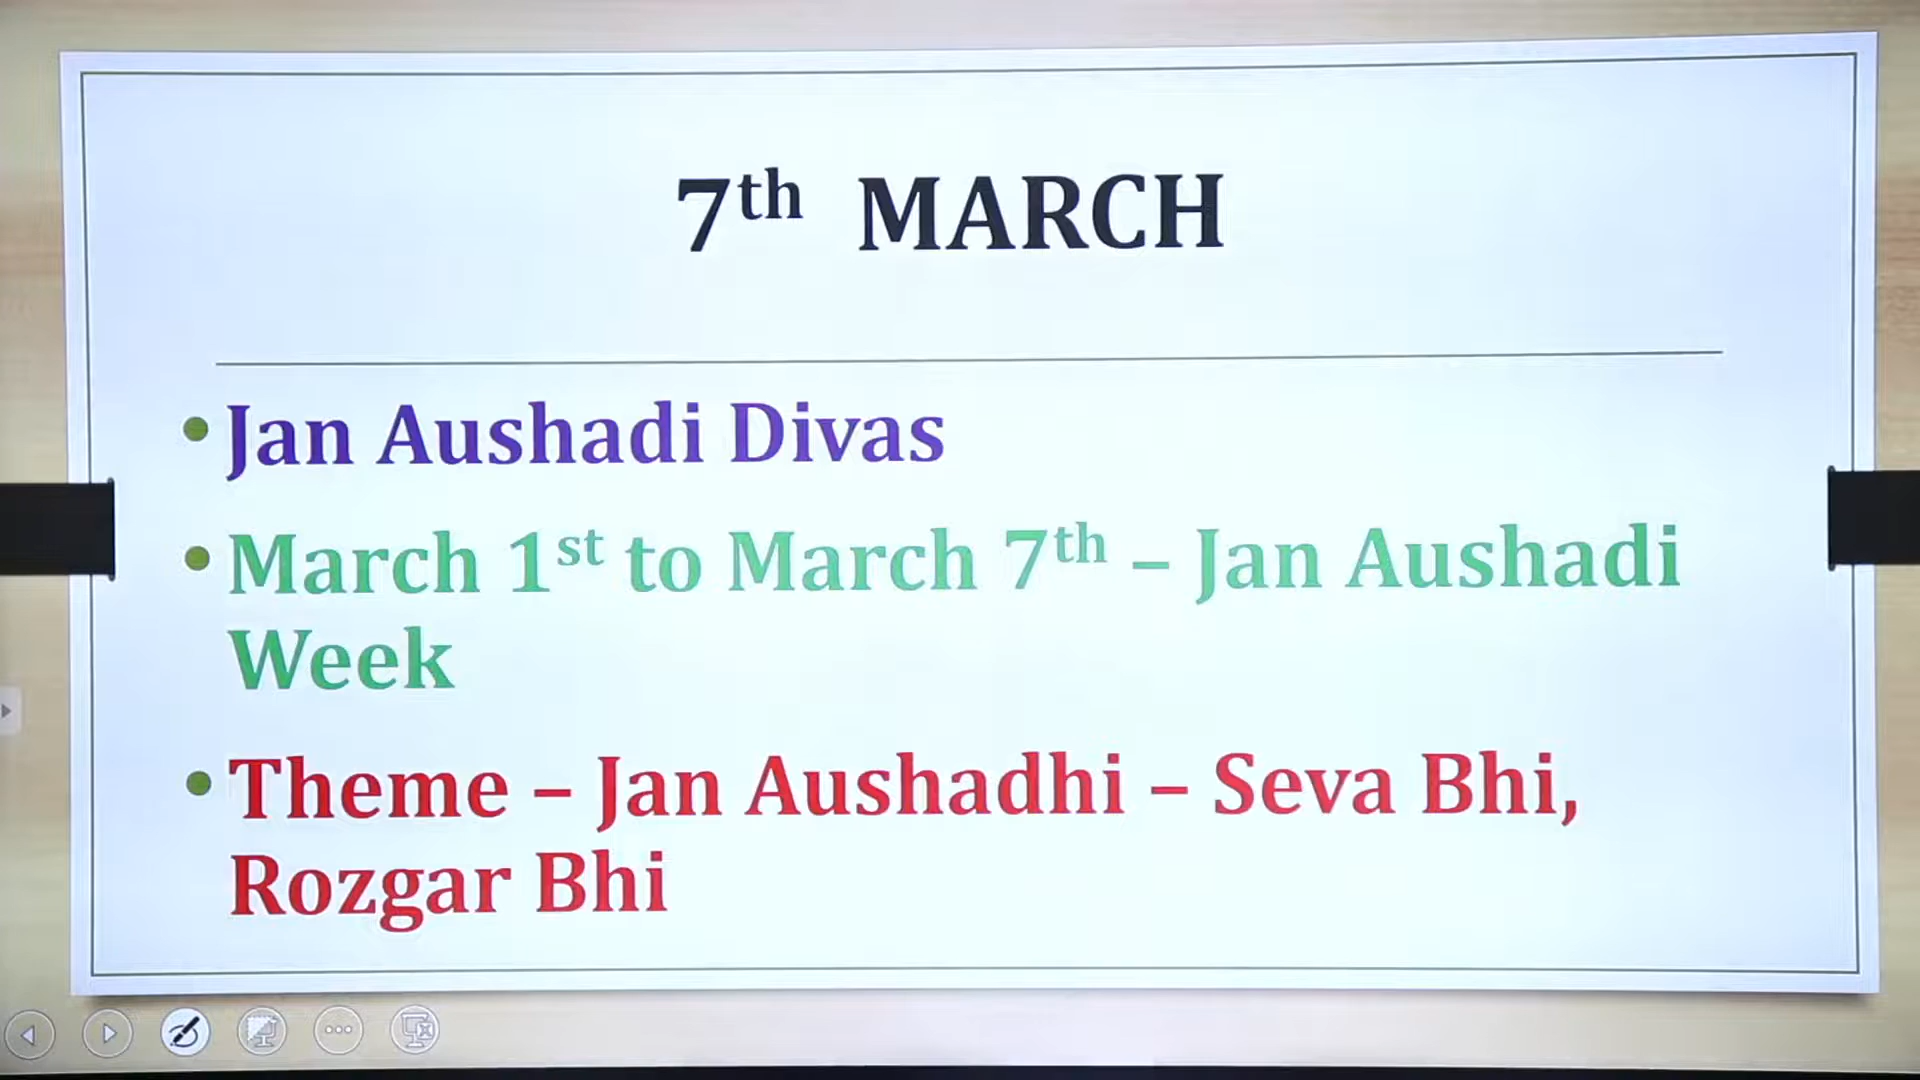 7th MARCH
• Jan Aushadi Divas
• March 1st to March 7th – Jan Aushadi
Week
• Theme – Jan Aushadhi – Seva Bhi,
Rozgar Bhi